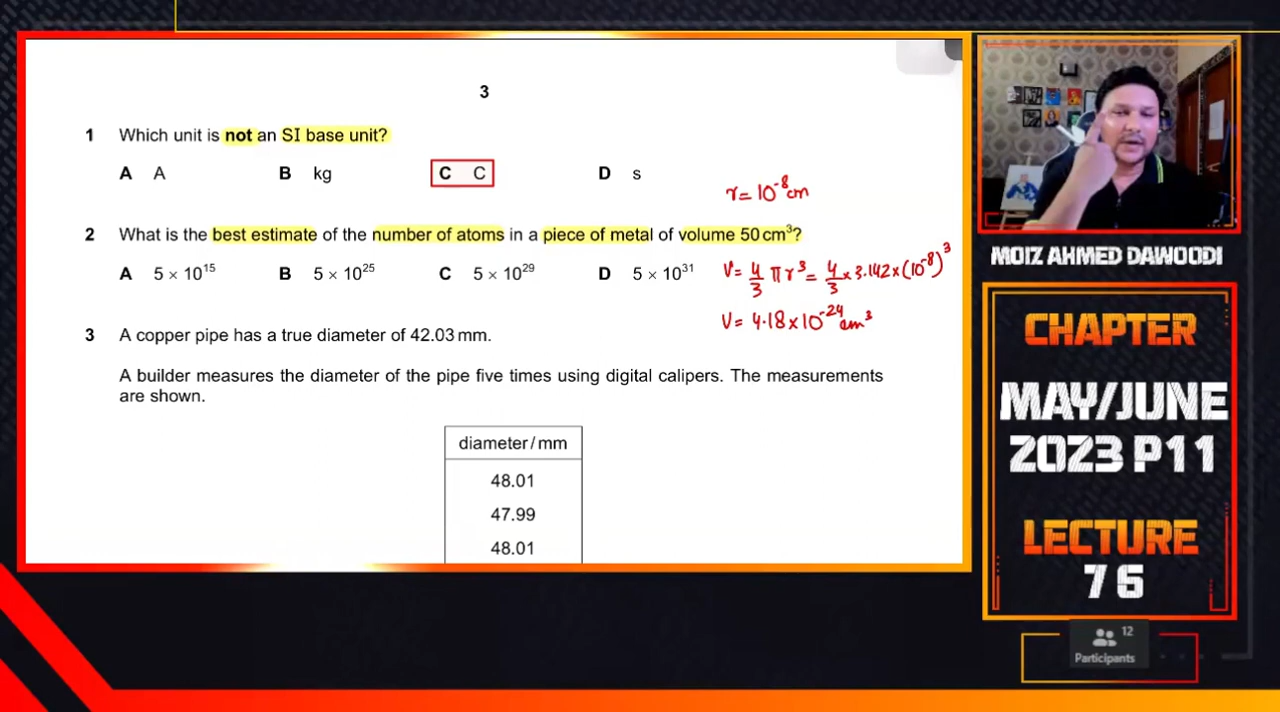 3
1 Which unit is not an SI base unit?
A A B kg C C D s
r = 10⁻⁸ cm
2 What is the best estimate of the number of atoms in a piece of metal of volume 50 cm³?
A 5 × 10¹⁵ B 5 × 10²⁵ C 5 × 10²⁹ D 5 × 10³¹
V = 4/3 π r³ = 4/3 × 3.142 × (10⁻⁸)³
V = 4.18 × 10⁻²⁴ cm³
3 A copper pipe has a true diameter of 42.03 mm.
A builder measures the diameter of the pipe five times using digital calipers. The measurements
are shown.
diameter / mm
48.01
47.99
48.01
MOIZ AHMED DAWOODI
CHAPTER
MAY/JUNE
2023 P11
LECTURE
76
12
Participants